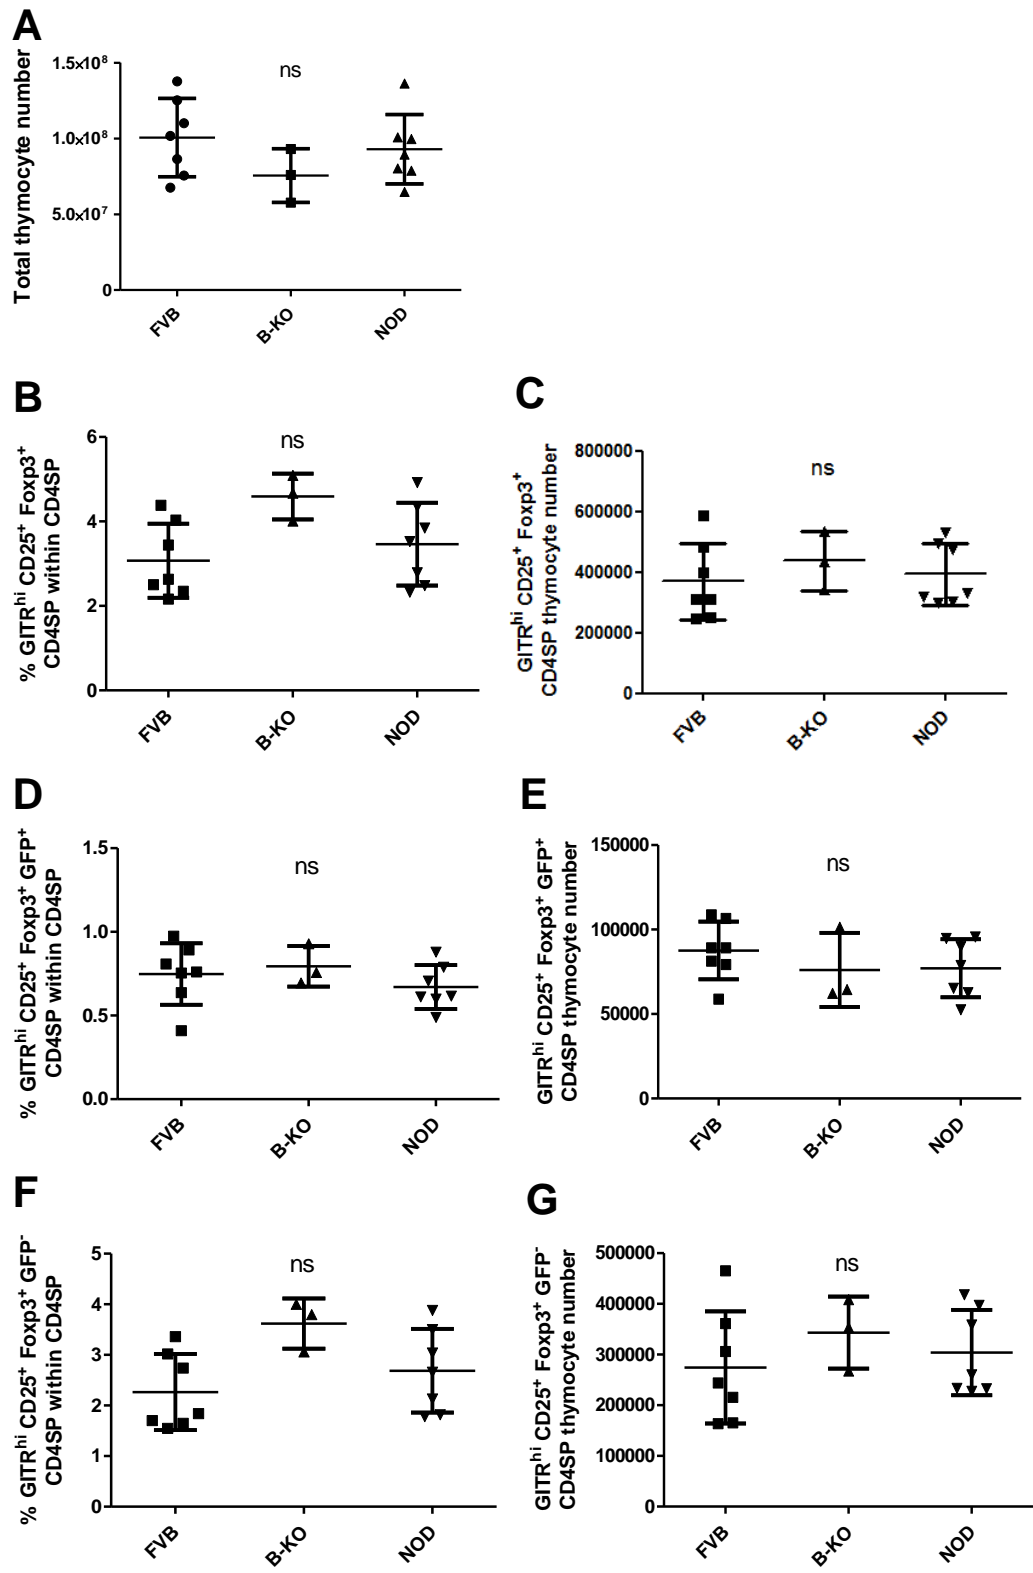 A
Total thymocyte number
1.5×10⁸
1.0×10⁸
5.0×10⁷
0
ns
FVB
B-KO
NOD
B
% GITRʰⁱ CD25⁺ Foxp3⁺
CD4SP within CD4SP
6
4
2
0
ns
FVB
B-KO
NOD
C
GITRʰⁱ CD25⁺ Foxp3⁺
CD4SP thymocyte number
800000
600000
400000
200000
0
ns
FVB
B-KO
NOD
D
% GITRʰⁱ CD25⁺ Foxp3⁺ GFP⁺
CD4SP within CD4SP
1.5
1.0
0.5
0.0
ns
FVB
B-KO
NOD
E
GITRʰⁱ CD25⁺ Foxp3⁺ GFP⁺
CD4SP thymocyte number
150000
100000
50000
0
ns
FVB
B-KO
NOD
F
% GITRʰⁱ CD25⁺ Foxp3⁺ GFP⁻
CD4SP within CD4SP
5
4
3
2
1
0
ns
FVB
B-KO
NOD
G
GITRʰⁱ CD25⁺ Foxp3⁺ GFP⁻
CD4SP thymocyte number
500000
400000
300000
200000
100000
0
ns
FVB
B-KO
NOD